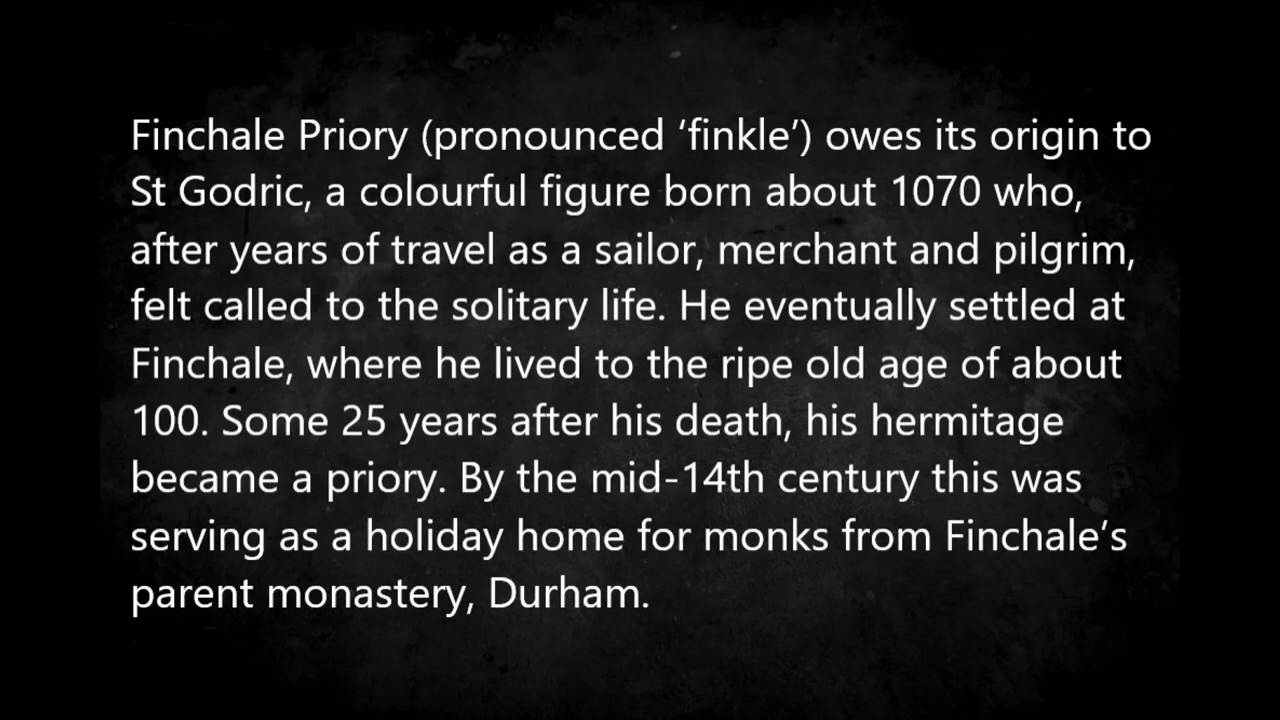 Finchale Priory (pronounced ‘finkle’) owes its origin to
St Godric, a colourful figure born about 1070 who,
after years of travel as a sailor, merchant and pilgrim,
felt called to the solitary life. He eventually settled at
Finchale, where he lived to the ripe old age of about
100. Some 25 years after his death, his hermitage
became a priory. By the mid-14th century this was
serving as a holiday home for monks from Finchale’s
parent monastery, Durham.